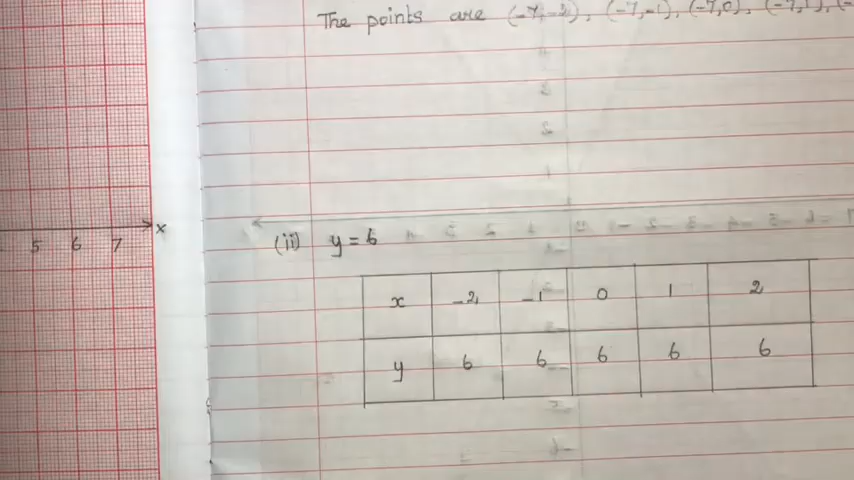 The points are (-7,-2), (-7,-1), (-7,0), (-7,1), (-
x
5 6 7
(ii) y = 6
x -2 -1 0 1 2
y 6 6 6 6 6